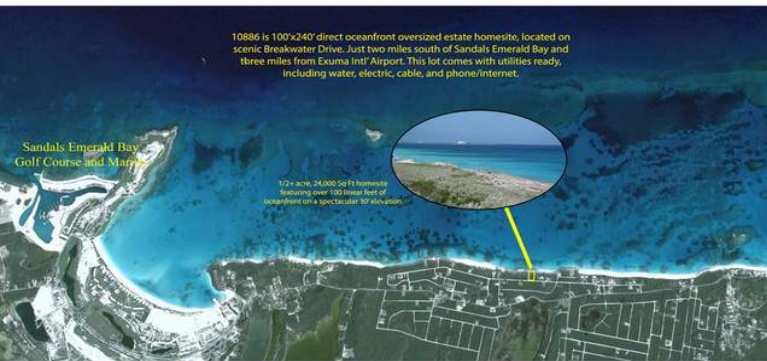 10886 is 100'x240' direct oceanfront oversized estate homesite, located on
scenic Breakwater Drive. Just two miles south of Sandals Emerald Bay and
three miles from Exuma Intl' Airport. This lot comes with utilities ready,
including water, electric, cable, and phone/internet.
Sandals Emerald Bay
Golf Course and Marina
1/2+ acre, 24,000 Sq Ft homesite
featuring over 100 linear feet of
oceanfront on a spectacular 30' elevation